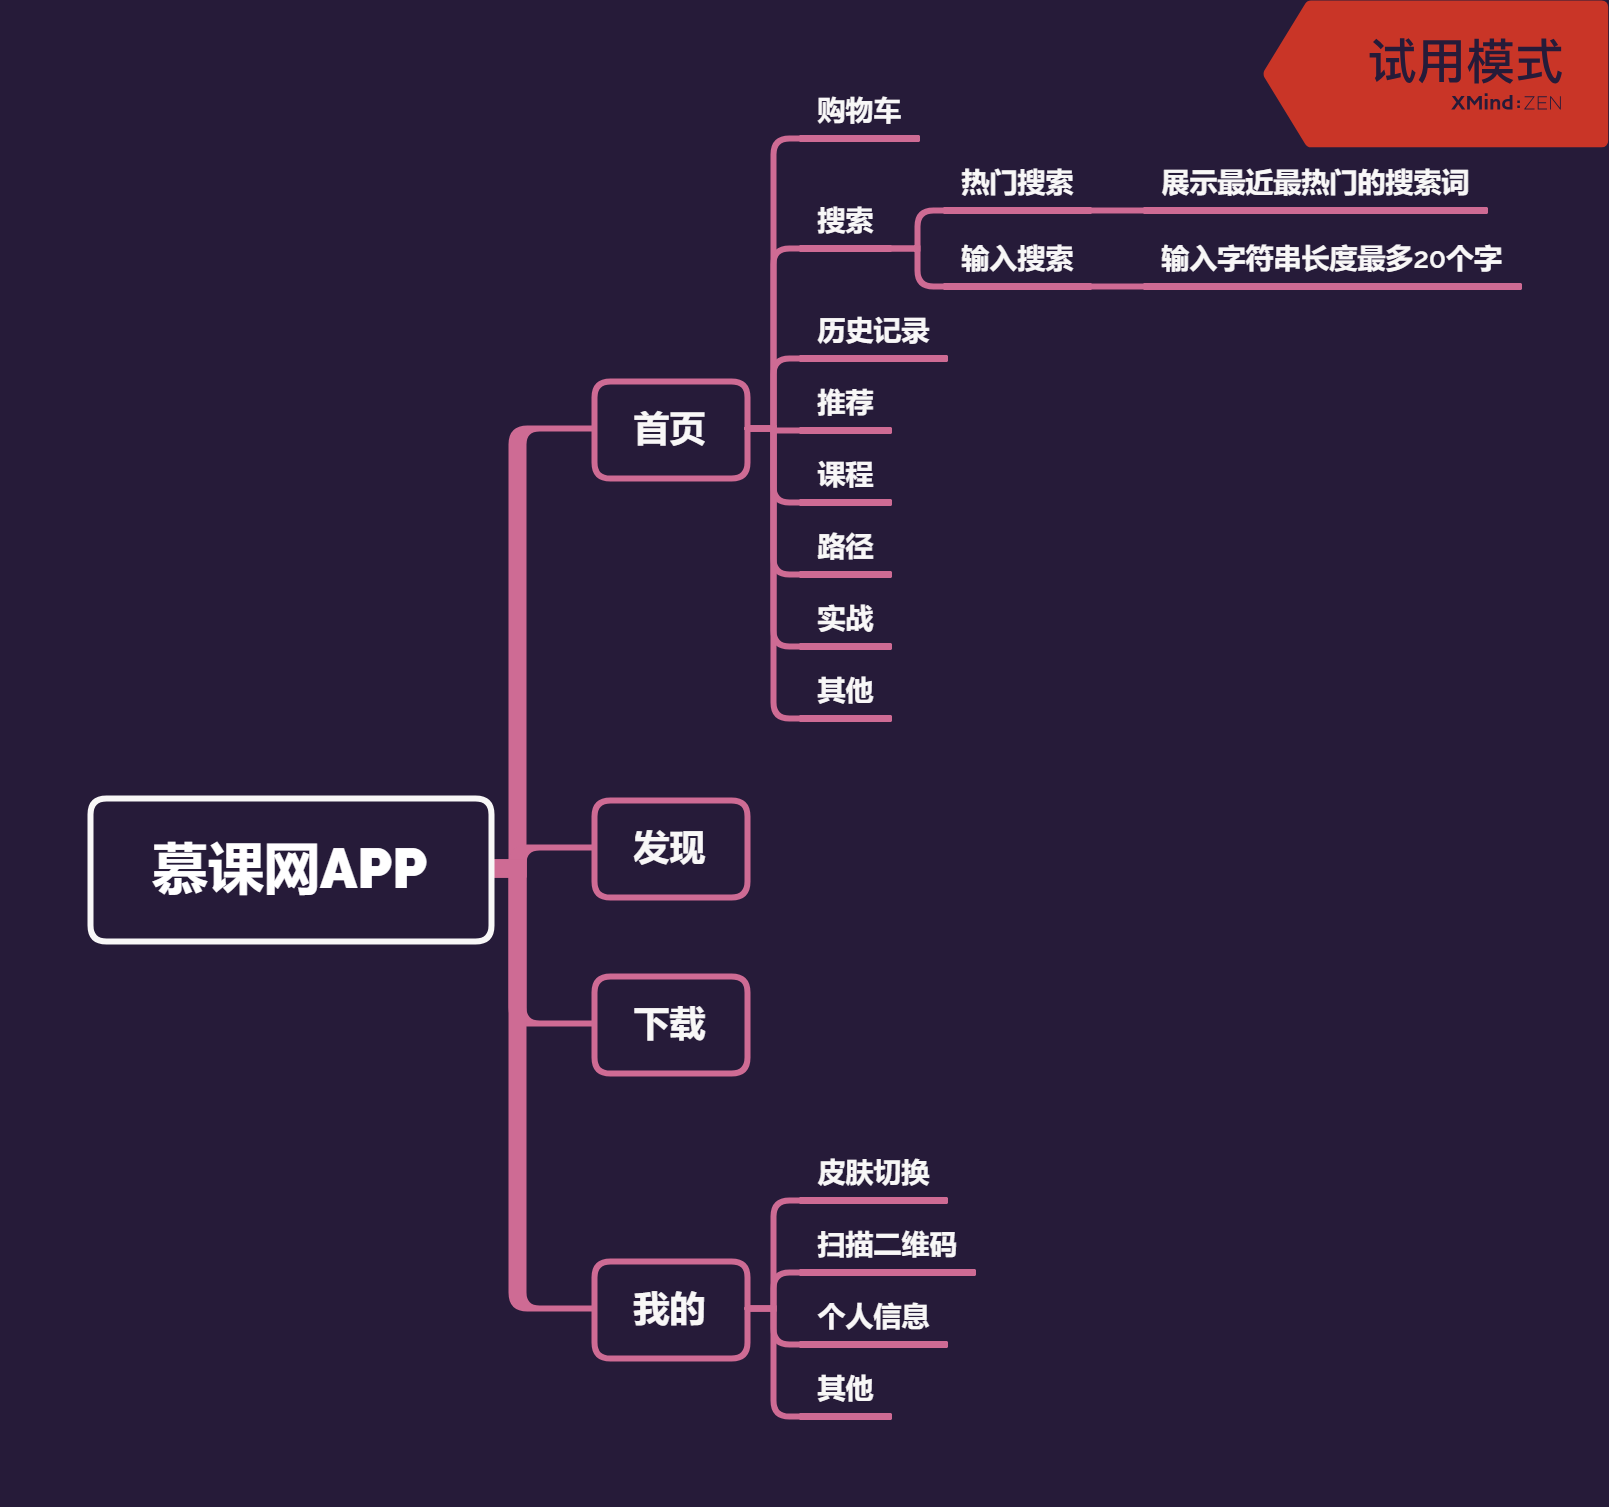 试用模式
XMind:ZEN
慕课网APP
首页
购物车
搜索
热门搜索
展示最近最热门的搜索词
输入搜索
输入字符串长度最多20个字
历史记录
推荐
课程
路径
实战
其他
发现
下载
我的
皮肤切换
扫描二维码
个人信息
其他